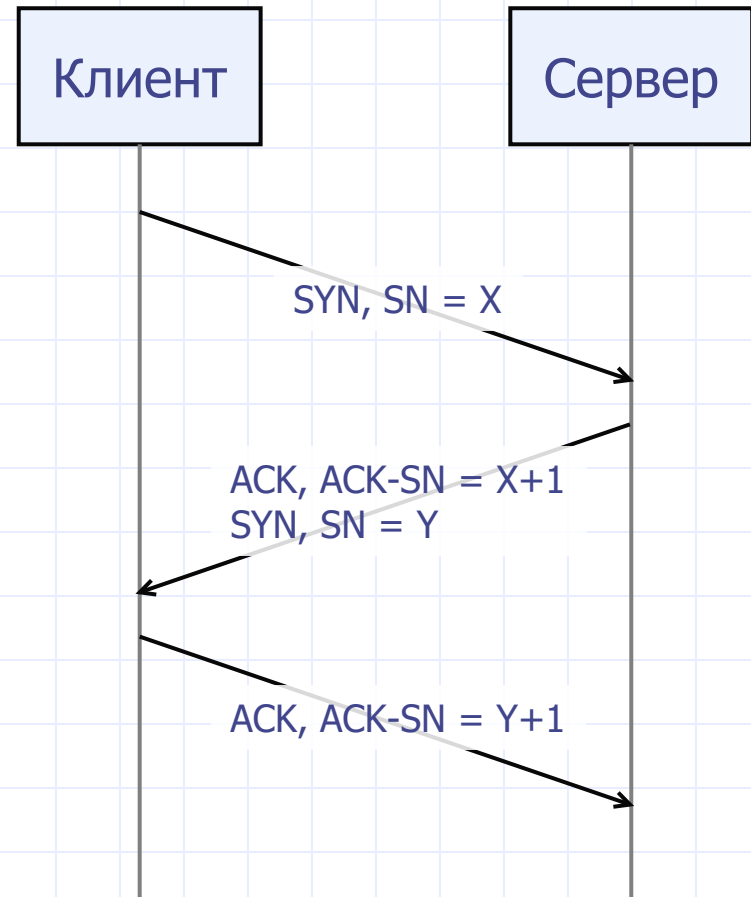 Клиент
Сервер
SYN, SN = X
ACK, ACK-SN = X+1
SYN, SN = Y
ACK, ACK-SN = Y+1